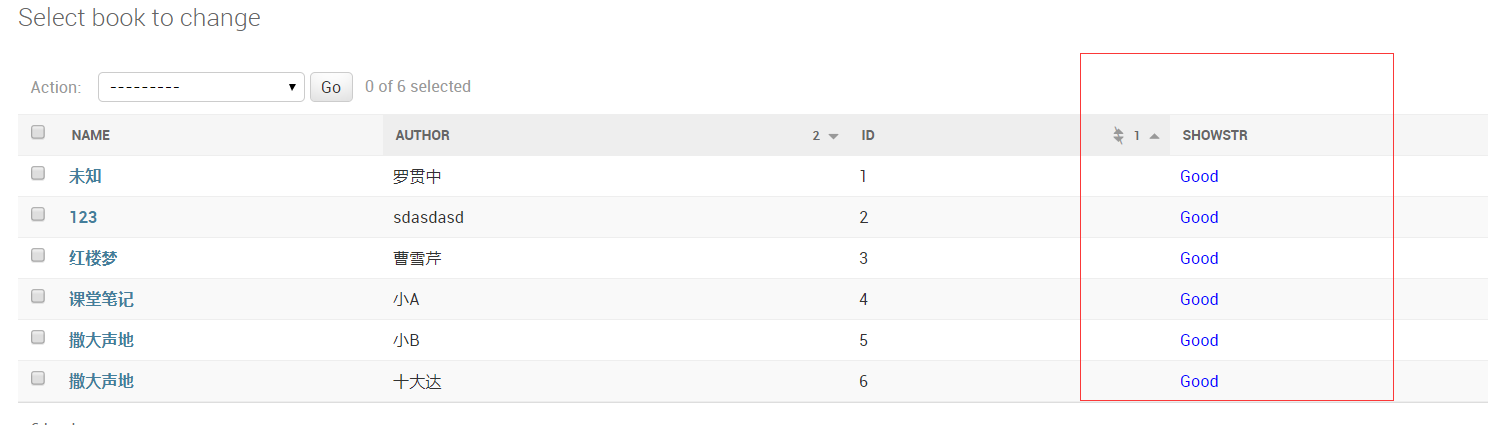 Select book to change
Action: --------- Go 0 of 6 selected
NAME AUTHOR 2 ID 1 SHOWSTR
未知 罗贯中 1 Good
123 sdasdasd 2 Good
红楼梦 曹雪芹 3 Good
课堂笔记 小A 4 Good
撒大声地 小B 5 Good
撒大声地 十大达 6 Good